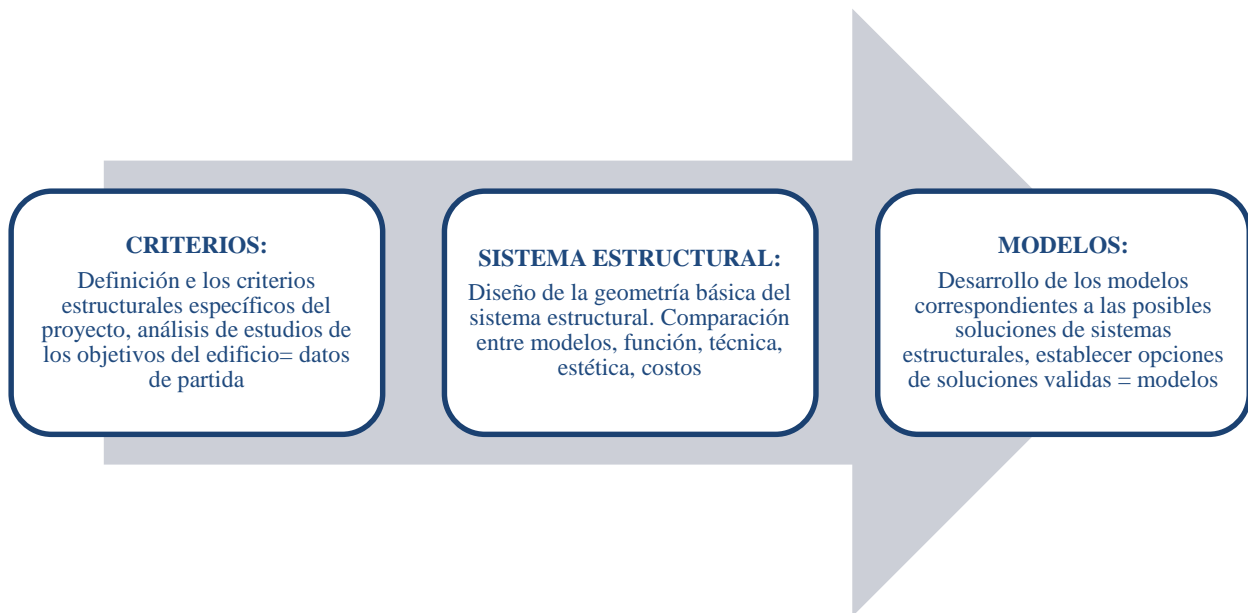 CRITERIOS:
Definición e los criterios
estructurales específicos del
proyecto, análisis de estudios de
los objetivos del edificio= datos
de partida
SISTEMA ESTRUCTURAL:
Diseño de la geometría básica del
sistema estructural. Comparación
entre modelos, función, técnica,
estética, costos
MODELOS:
Desarrollo de los modelos
correspondientes a las posibles
soluciones de sistemas
estructurales, establecer opciones
de soluciones validas = modelos